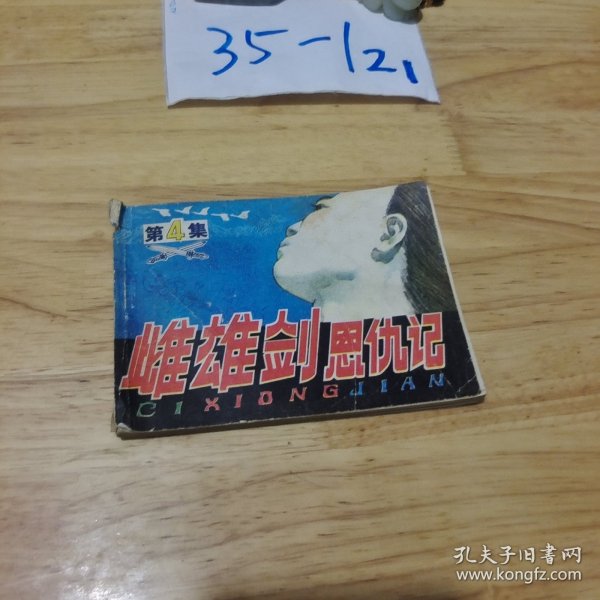 35-121
第4集
雌雄剑恩仇记
CI XIONG JIAN
孔夫子旧书网
www.kongfz.com